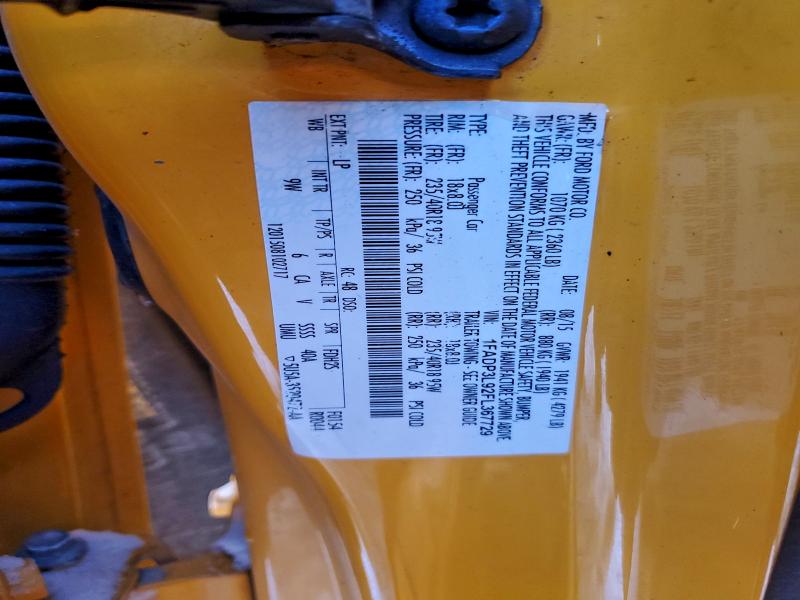 MFD. BY FORD MOTOR CO.
DATE: 08/15 GVWR: 1941 KG (4279 LB)
GAWR: (FR): 1070 KG (2360 LB) (RR): 880 KG (1940 LB)
THIS VEHICLE CONFORMS TO ALL APPLICABLE FEDERAL MOTOR VEHICLE SAFETY, BUMPER,
AND THEFT PREVENTION STANDARDS IN EFFECT ON THE DATE OF MANUFACTURE SHOWN ABOVE
VIN: 1FADP3L92FL367729
TYPE: Passenger Car TRAILER TOWING - SEE OWNER GUIDE
RIM: (FR): 18x8.0J (RR): 18x8.0J
TIRE: (FR): 235/40R18 95W (RR): 235/40R18 95W
PRESSURE: (FR): 250 kPa/ 36 PSI COLD (RR): 250 kPa/ 36 PSI COLD
RC: 48 DSO:
EXT PNT: LP F0154
WB INT TR TP/PS R AXLE TR SPR
9W 6 CA V SSSS 40A
UMU